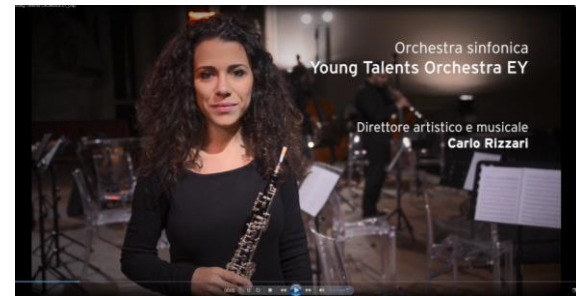 Orchestra sinfonica
Young Talents Orchestra EY
Direttore artistico e musicale
Carlo Rizzari